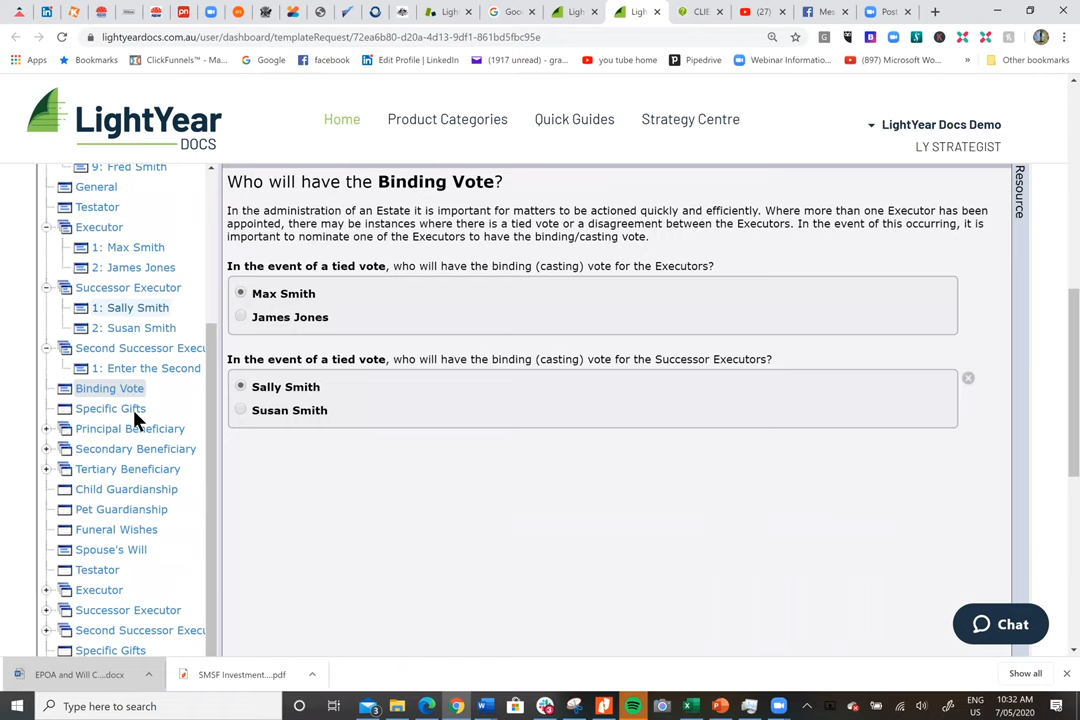 Ligh
Goo
Ligh
Ligh
CLIE
(27)
Mes
Post
lightyeardocs.com.au/user/dashboard/templateRequest/72ea6b80-d20a-4d13-9df1-861bd5fbc95e
Apps
Bookmarks
ClickFunnels™ - Ma...
Google
facebook
Edit Profile | LinkedIn
(1917 unread) - gra...
you tube home
Pipedrive
Webinar Informatio...
(897) Microsoft Wo...
»
Other bookmarks
LightYear
DOCS
Home
Product Categories
Quick Guides
Strategy Centre
LightYear Docs Demo
LY STRATEGIST
9: Fred Smith
General
Testator
Executor
1: Max Smith
2: James Jones
Successor Executor
1: Sally Smith
2: Susan Smith
Second Successor Execu
1: Enter the Second
Binding Vote
Specific Gifts
Principal Beneficiary
Secondary Beneficiary
Tertiary Beneficiary
Child Guardianship
Pet Guardianship
Funeral Wishes
Spouse's Will
Testator
Executor
Successor Executor
Second Successor Execu
Specific Gifts
Who will have the Binding Vote?
In the administration of an Estate it is important for matters to be actioned quickly and efficiently. Where more than one Executor has been
appointed, there may be instances where there is a tied vote or a disagreement between the Executors. In the event of this occurring, it is
important to nominate one of the Executors to have the binding/casting vote.
In the event of a tied vote, who will have the binding (casting) vote for the Executors?
Max Smith
James Jones
In the event of a tied vote, who will have the binding (casting) vote for the Successor Executors?
Sally Smith
Susan Smith
Resource
Chat
EPOA and Will C....docx
SMSF Investment....pdf
Show all
Type here to search
ENG
US
10:32 AM
7/05/2020